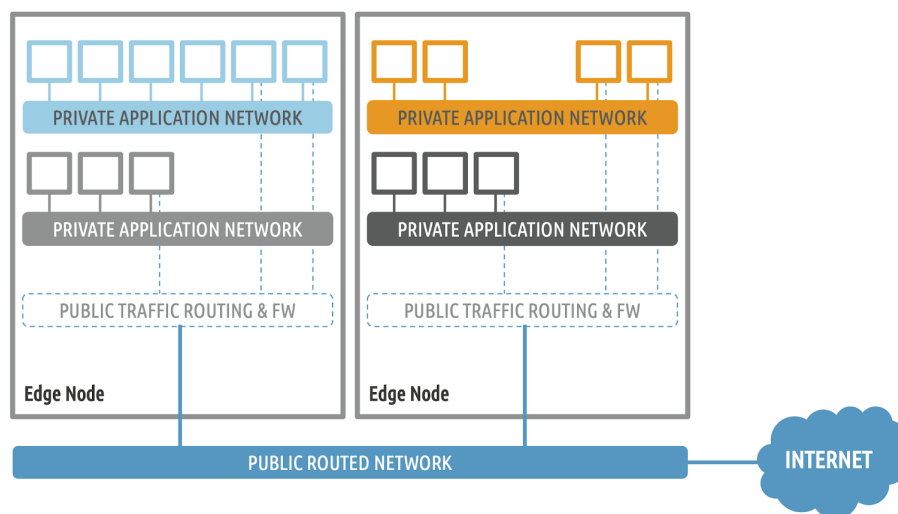 PRIVATE APPLICATION NETWORK
PRIVATE APPLICATION NETWORK
PUBLIC TRAFFIC ROUTING & FW
Edge Node
PRIVATE APPLICATION NETWORK
PRIVATE APPLICATION NETWORK
PUBLIC TRAFFIC ROUTING & FW
Edge Node
PUBLIC ROUTED NETWORK
INTERNET